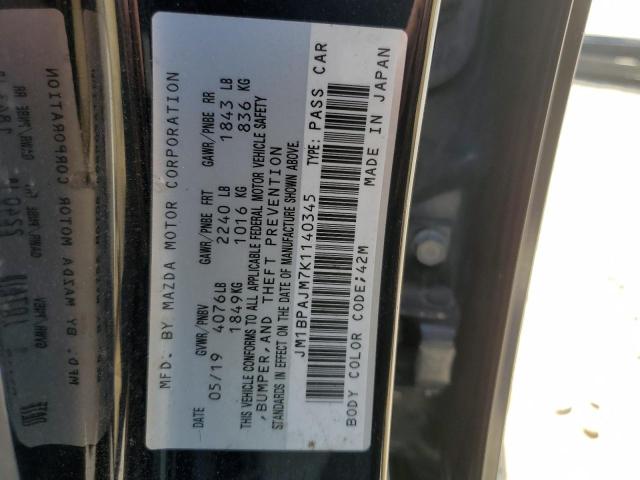 MFD. BY MAZDA MOTOR CORPORATION
DATE GVWR/PNBV GAWR/PNBE FRT GAWR/PNBE RR
05/19 4076LB 2240 LB 1843 LB
1849KG 1016 KG 836 KG
THIS VEHICLE CONFORMS TO ALL APPLICABLE FEDERAL MOTOR VEHICLE SAFETY
,BUMPER,AND THEFT PREVENTION
STANDARDS IN EFFECT ON THE DATE OF MANUFACTURE SHOWN ABOVE.
JM1BPAJM7K1140345 TYPE: PASS CAR
BODY COLOR CODE;42M MADE IN JAPAN